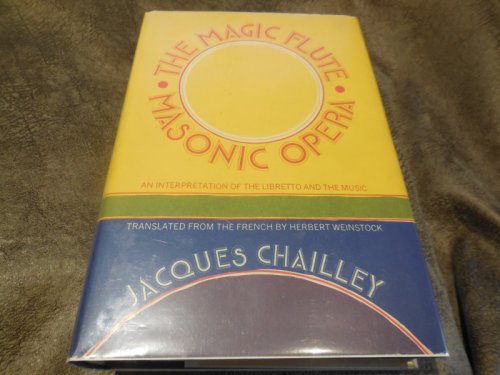 • THE MAGIC FLUTE •
MASONIC OPERA
AN INTERPRETATION OF THE LIBRETTO AND THE MUSIC
TRANSLATED FROM THE FRENCH BY HERBERT WEINSTOCK
JACQUES CHAILLEY